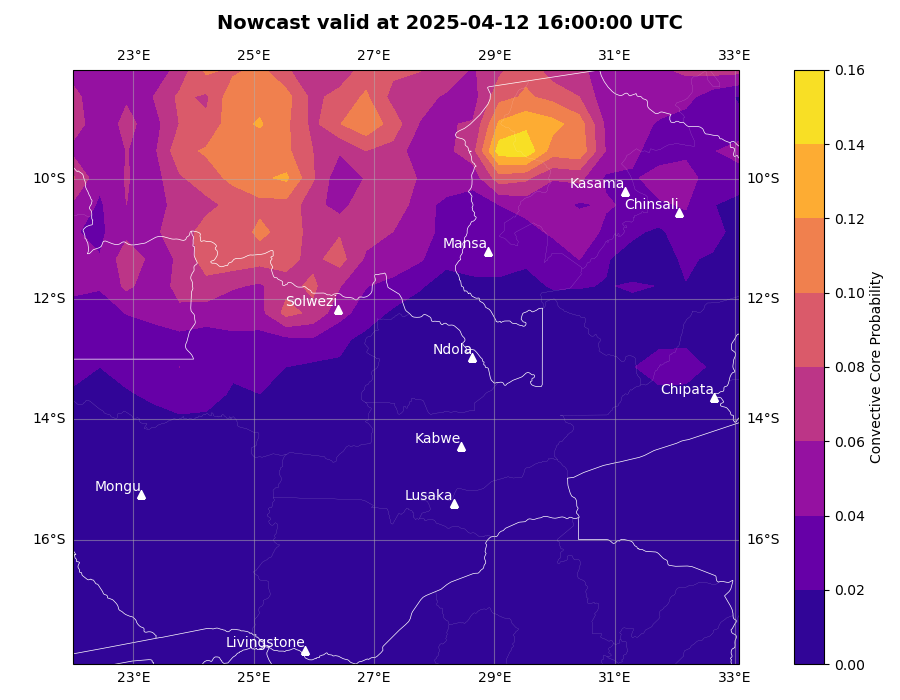 Nowcast valid at 2025-04-12 16:00:00 UTC
23°E 25°E 27°E 29°E 31°E 33°E
0.16
0.14
10°S 10°S
Kasama
Chinsali
0.12
Mansa
0.10
12°S 12°S
Solwezi
Ndola
0.08
Chipata
14°S 14°S
Kabwe
0.06
Mongu
Lusaka
0.04
16°S 16°S
0.02
Livingstone
0.00
23°E 25°E 27°E 29°E 31°E 33°E
Convective Core Probability